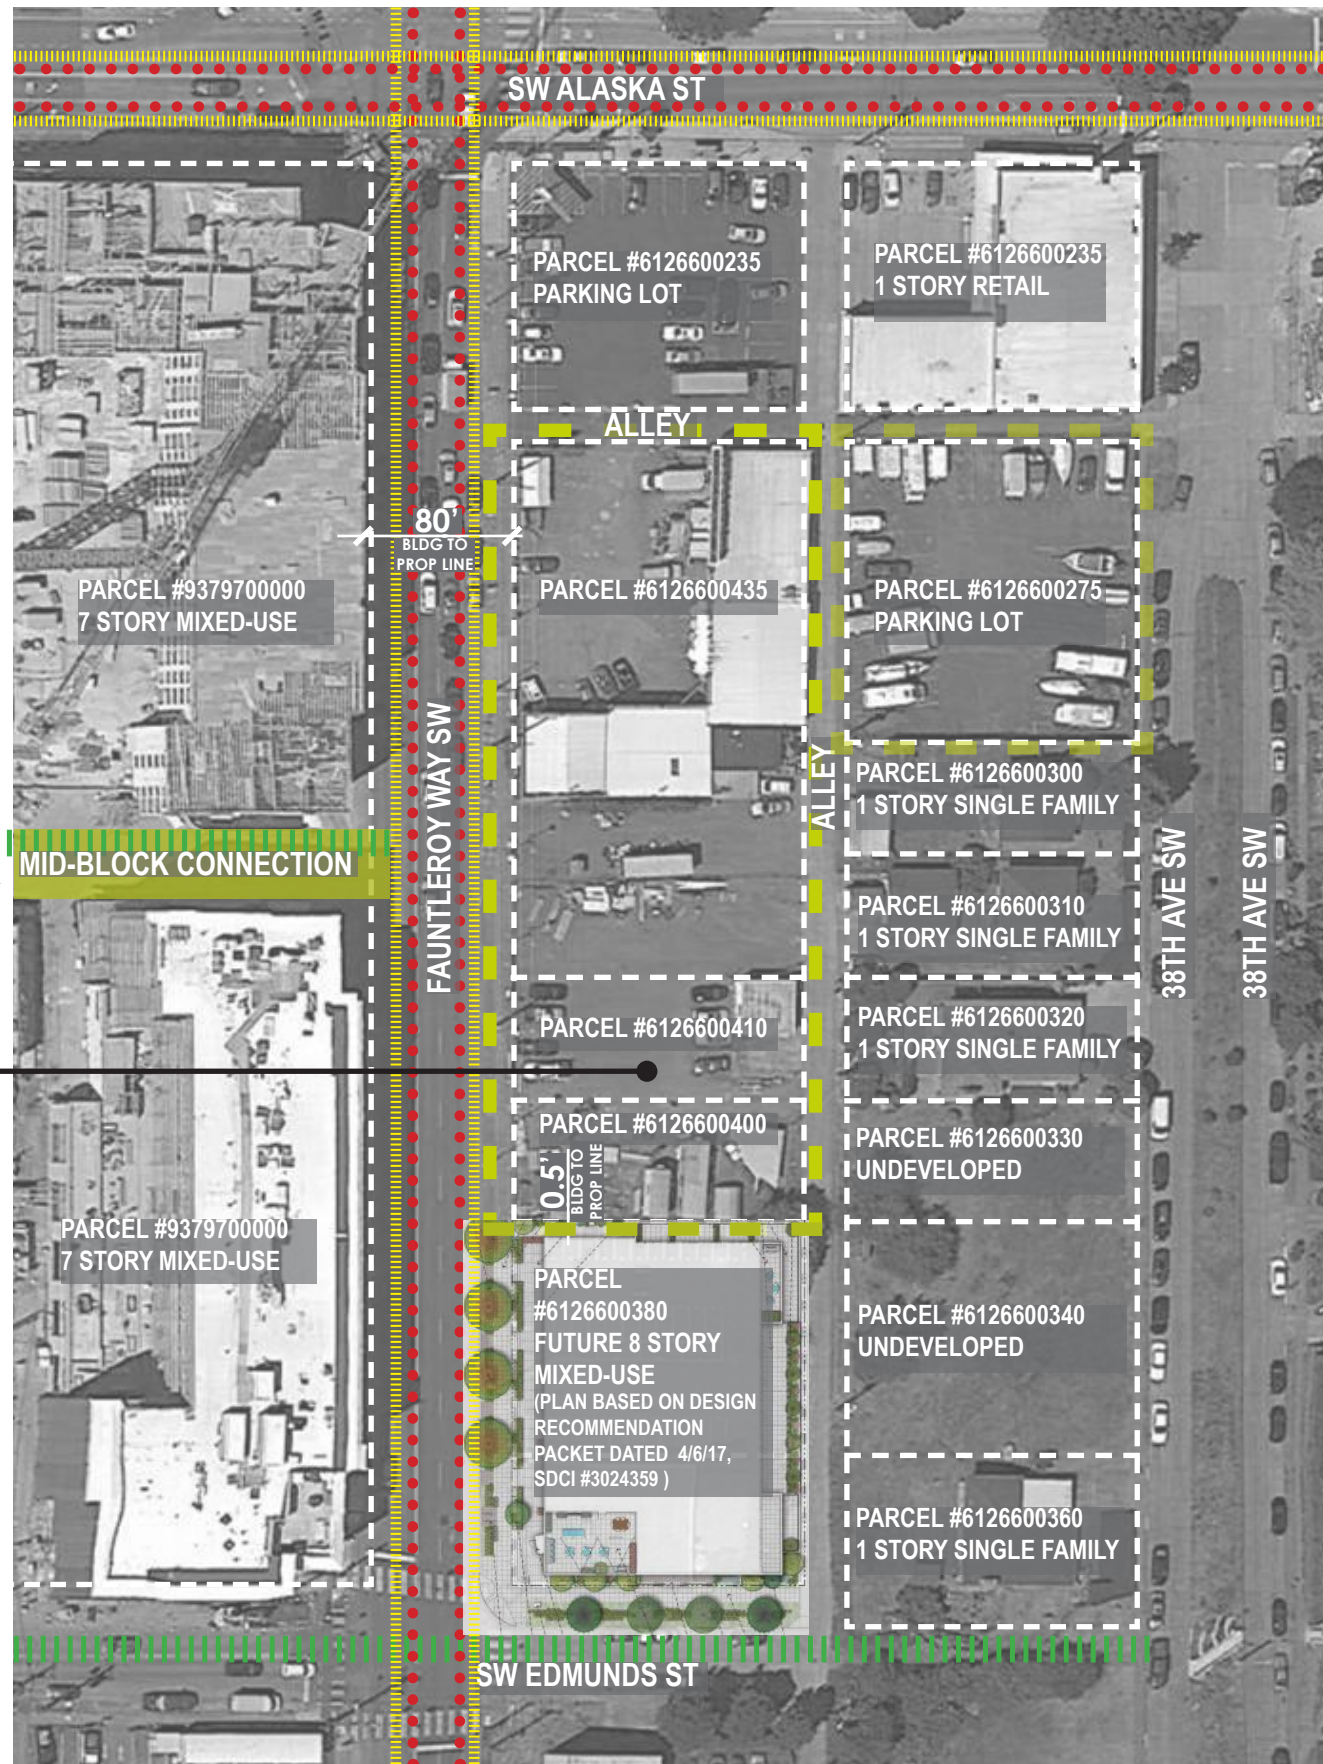 SW ALASKA ST
PARCEL #6126600235
PARKING LOT
PARCEL #6126600235
1 STORY RETAIL
ALLEY
80'
BLDG TO
PROP LINE
PARCEL #9379700000
7 STORY MIXED-USE
PARCEL #6126600435
PARCEL #6126600275
PARKING LOT
FAUNTLEROY WAY SW
ALLEY
PARCEL #6126600300
1 STORY SINGLE FAMILY
MID-BLOCK CONNECTION
38TH AVE SW
38TH AVE SW
PARCEL #6126600310
1 STORY SINGLE FAMILY
PARCEL #6126600410
PARCEL #6126600320
1 STORY SINGLE FAMILY
PARCEL #6126600400
0.5'
BLDG TO
PROP LINE
PARCEL #6126600330
UNDEVELOPED
PARCEL #9379700000
7 STORY MIXED-USE
PARCEL
#6126600380
FUTURE 8 STORY
MIXED-USE
(PLAN BASED ON DESIGN
RECOMMENDATION
PACKET DATED 4/6/17,
SDCI #3024359 )
PARCEL #6126600340
UNDEVELOPED
PARCEL #6126600360
1 STORY SINGLE FAMILY
SW EDMUNDS ST